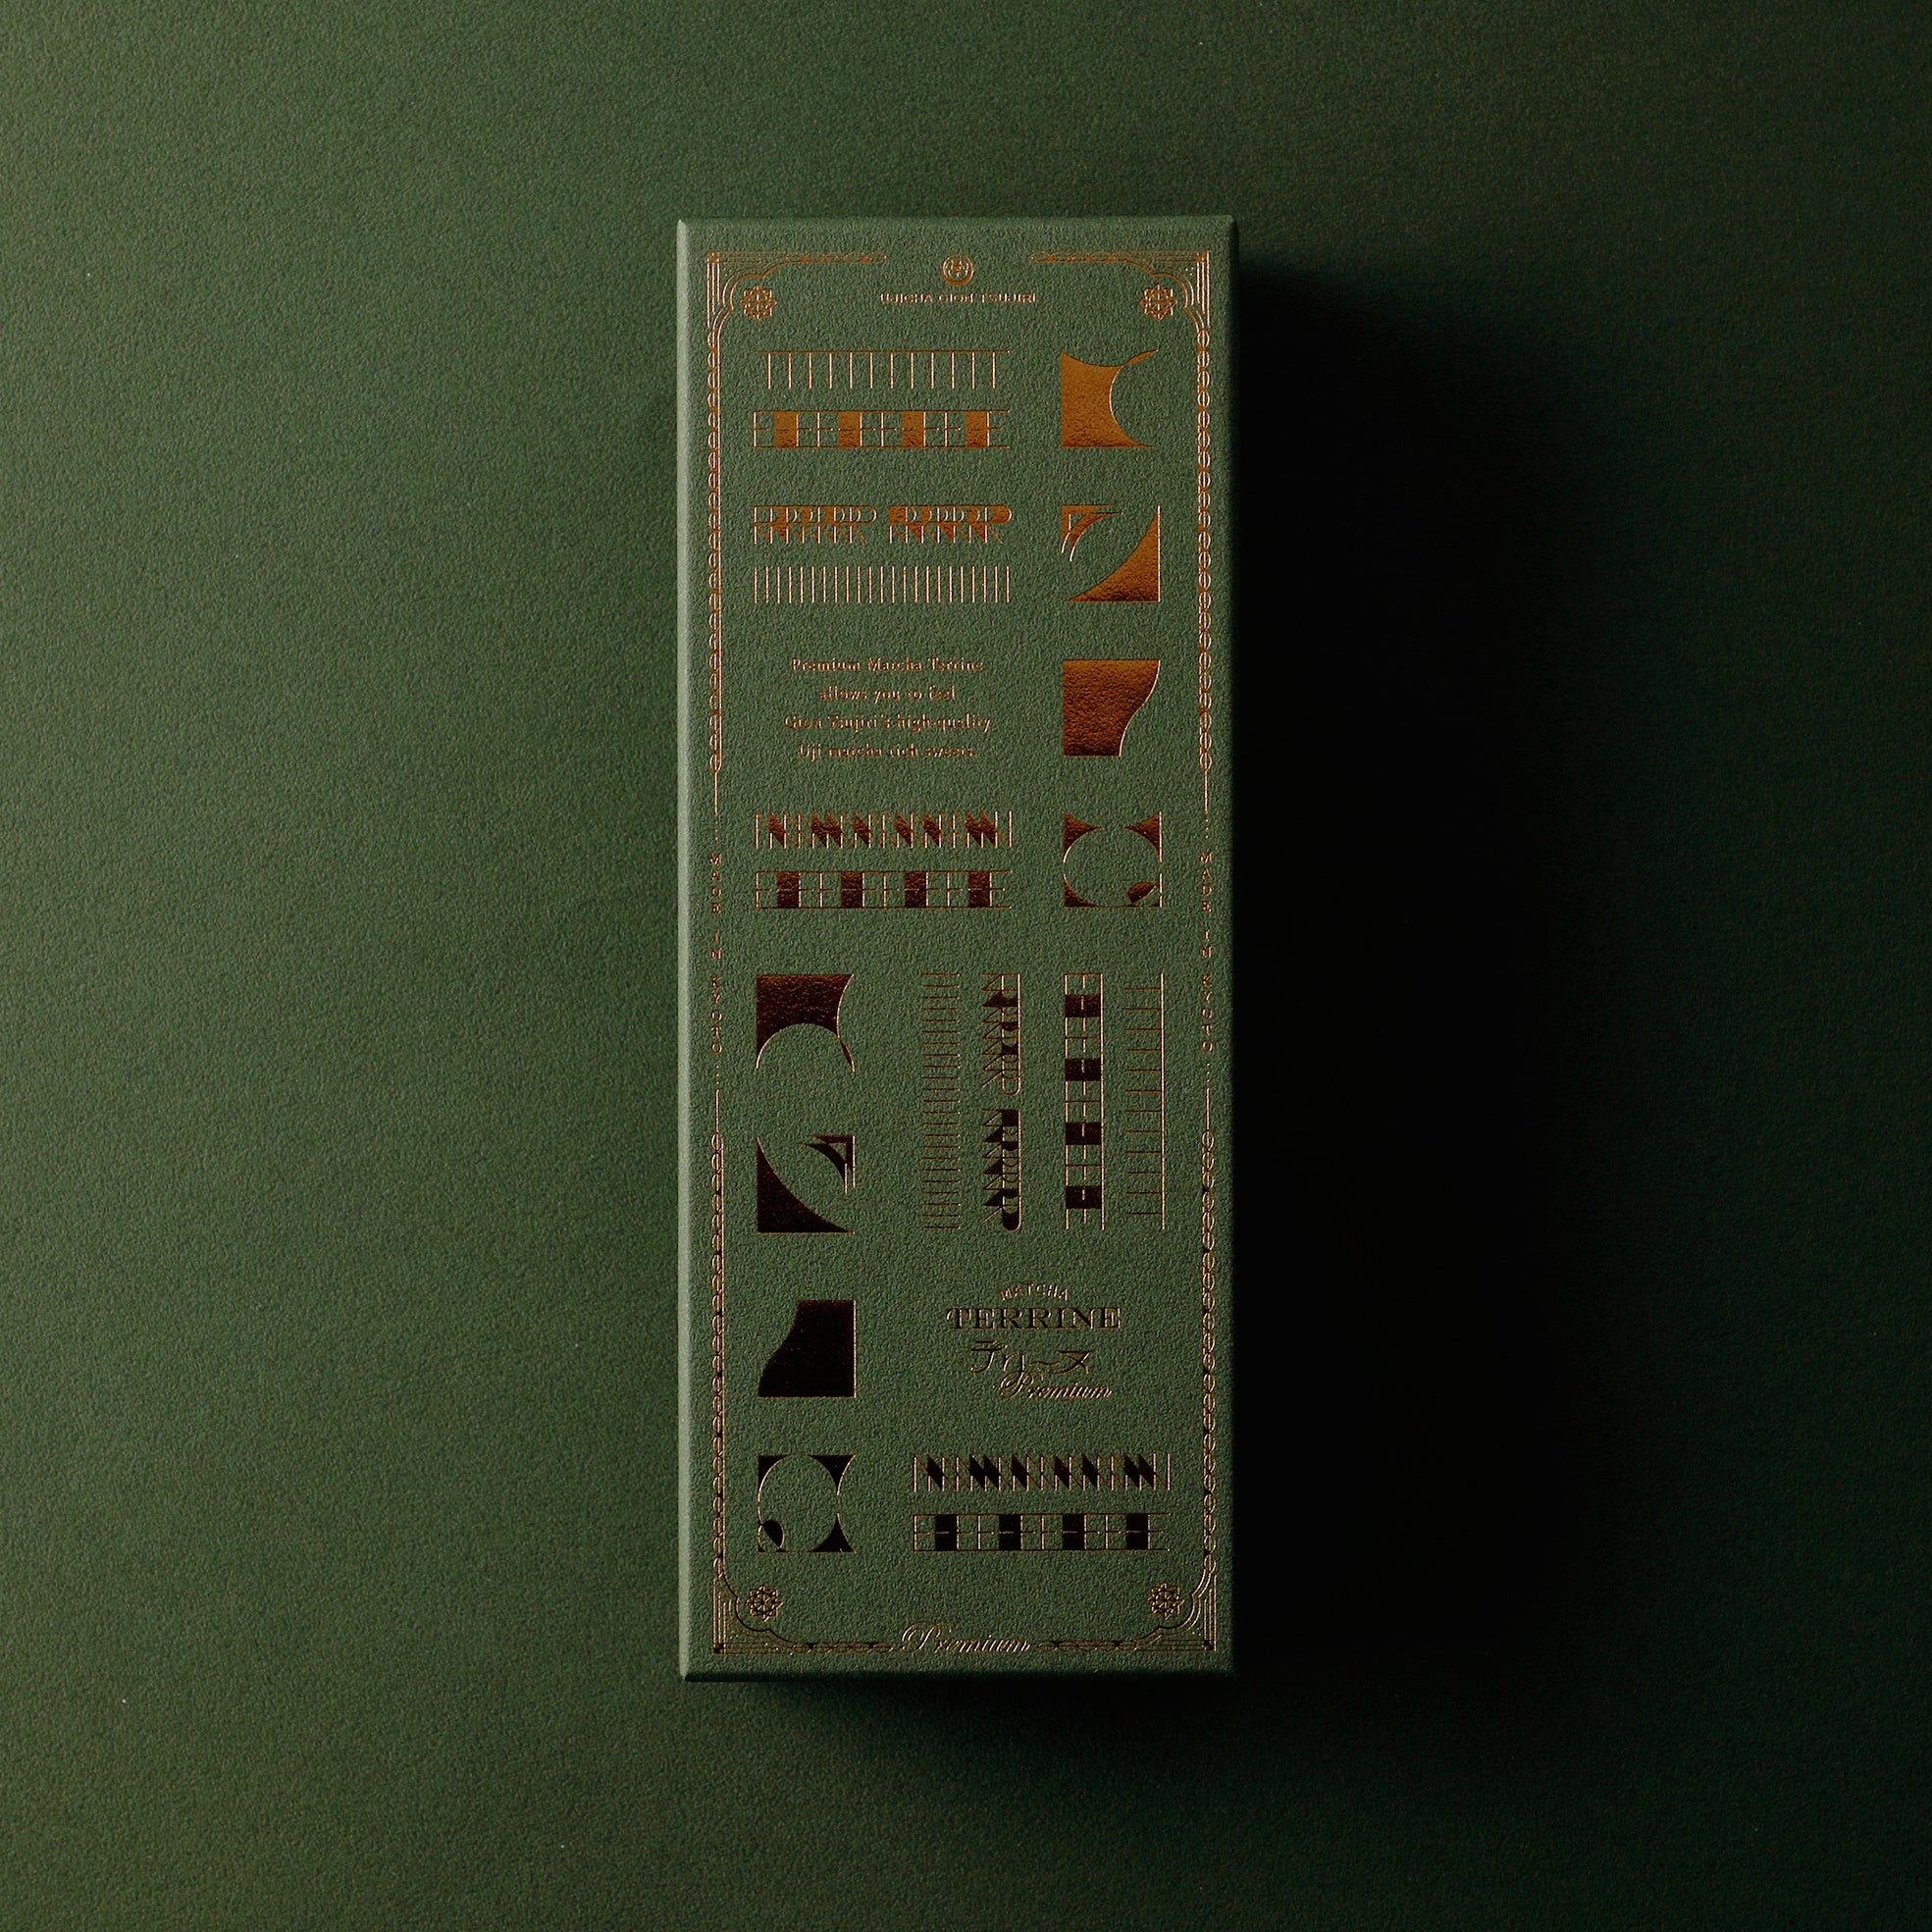 UJICHA GION TSUJIRI
Premium Matcha Terrine
allows you to feel
Gion Tsujiri's high-quality
Uji matcha rich sweets.
MADE IN KYOTO
MADE IN KYOTO
MATCHA
TERRINE
テリーヌ
Premium
Premium